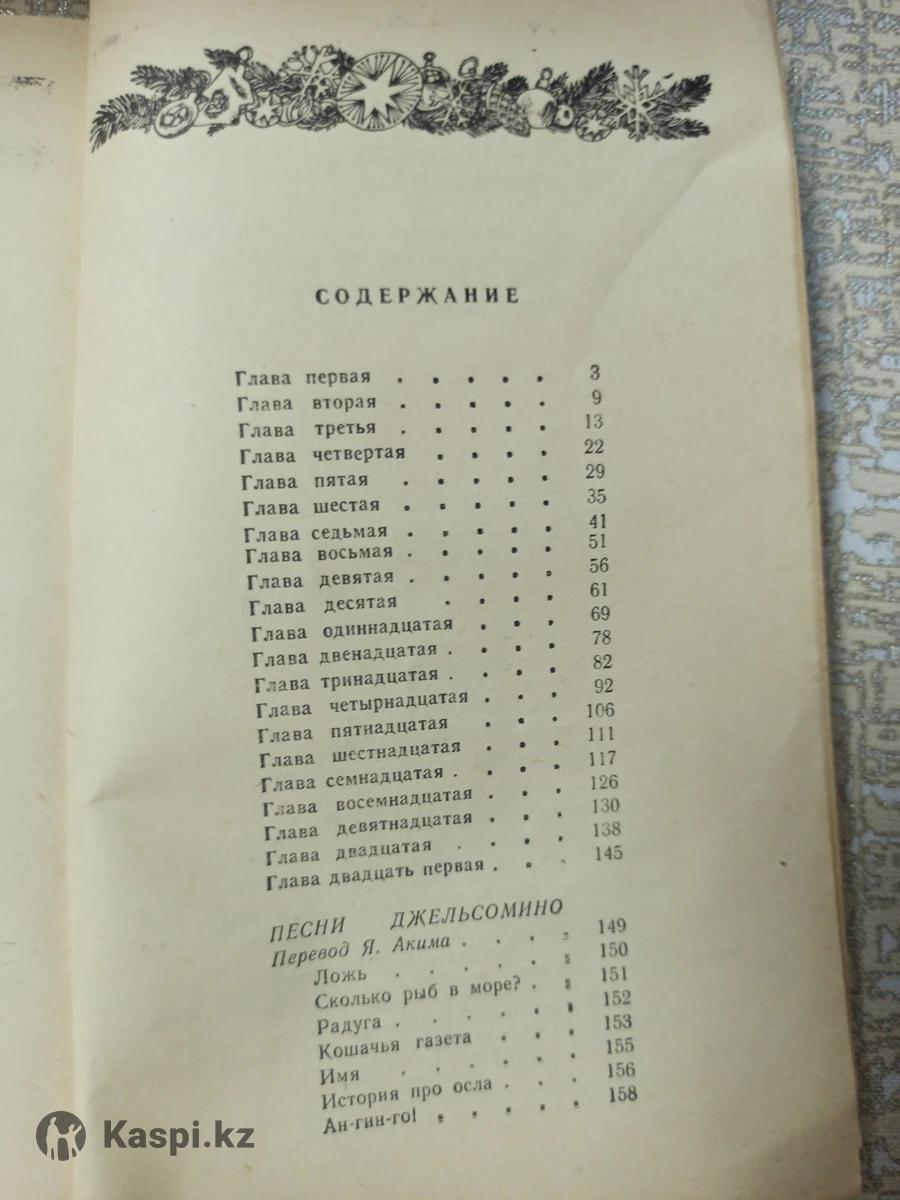 СОДЕРЖАНИЕ
Глава первая . . . . . 3
Глава вторая . . . . . 9
Глава третья . . . . . 13
Глава четвертая . . . . 22
Глава пятая . . . . . 29
Глава шестая . . . . . 35
Глава седьмая . . . . . 41
Глава восьмая . . . . . 51
Глава девятая . . . . . 56
Глава десятая . . . . 61
Глава одиннадцатая . . . 69
Глава двенадцатая . . . . 78
Глава тринадцатая . . . . 82
Глава четырнадцатая . . . 92
Глава пятнадцатая . . . 106
Глава шестнадцатая . . . 111
Глава семнадцатая . . . . 117
Глава восемнадцатая . . . 126
Глава девятнадцатая . . . 130
Глава двадцатая . . . . 138
Глава двадцать первая . . . 145
ПЕСНИ ДЖЕЛЬСОМИНО
Перевод Я. Акима . . . . 149
Ложь . . . . . 150
Сколько рыб в море? . . 151
Радуга . . . . . 152
Кошачья газета . . . 153
Имя . . . . . 155
История про осла . . . 156
Ан-гин-го! . . . . . 158
Kaspi.kz